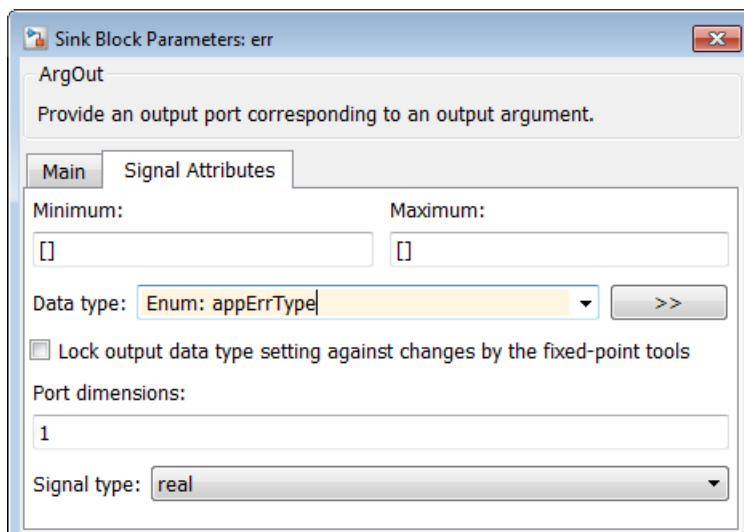 Sink Block Parameters: err
ArgOut
Provide an output port corresponding to an output argument.
Main Signal Attributes
Minimum: Maximum:
[] []
Data type: Enum: appErrType >>
Lock output data type setting against changes by the fixed-point tools
Port dimensions:
1
Signal type: real